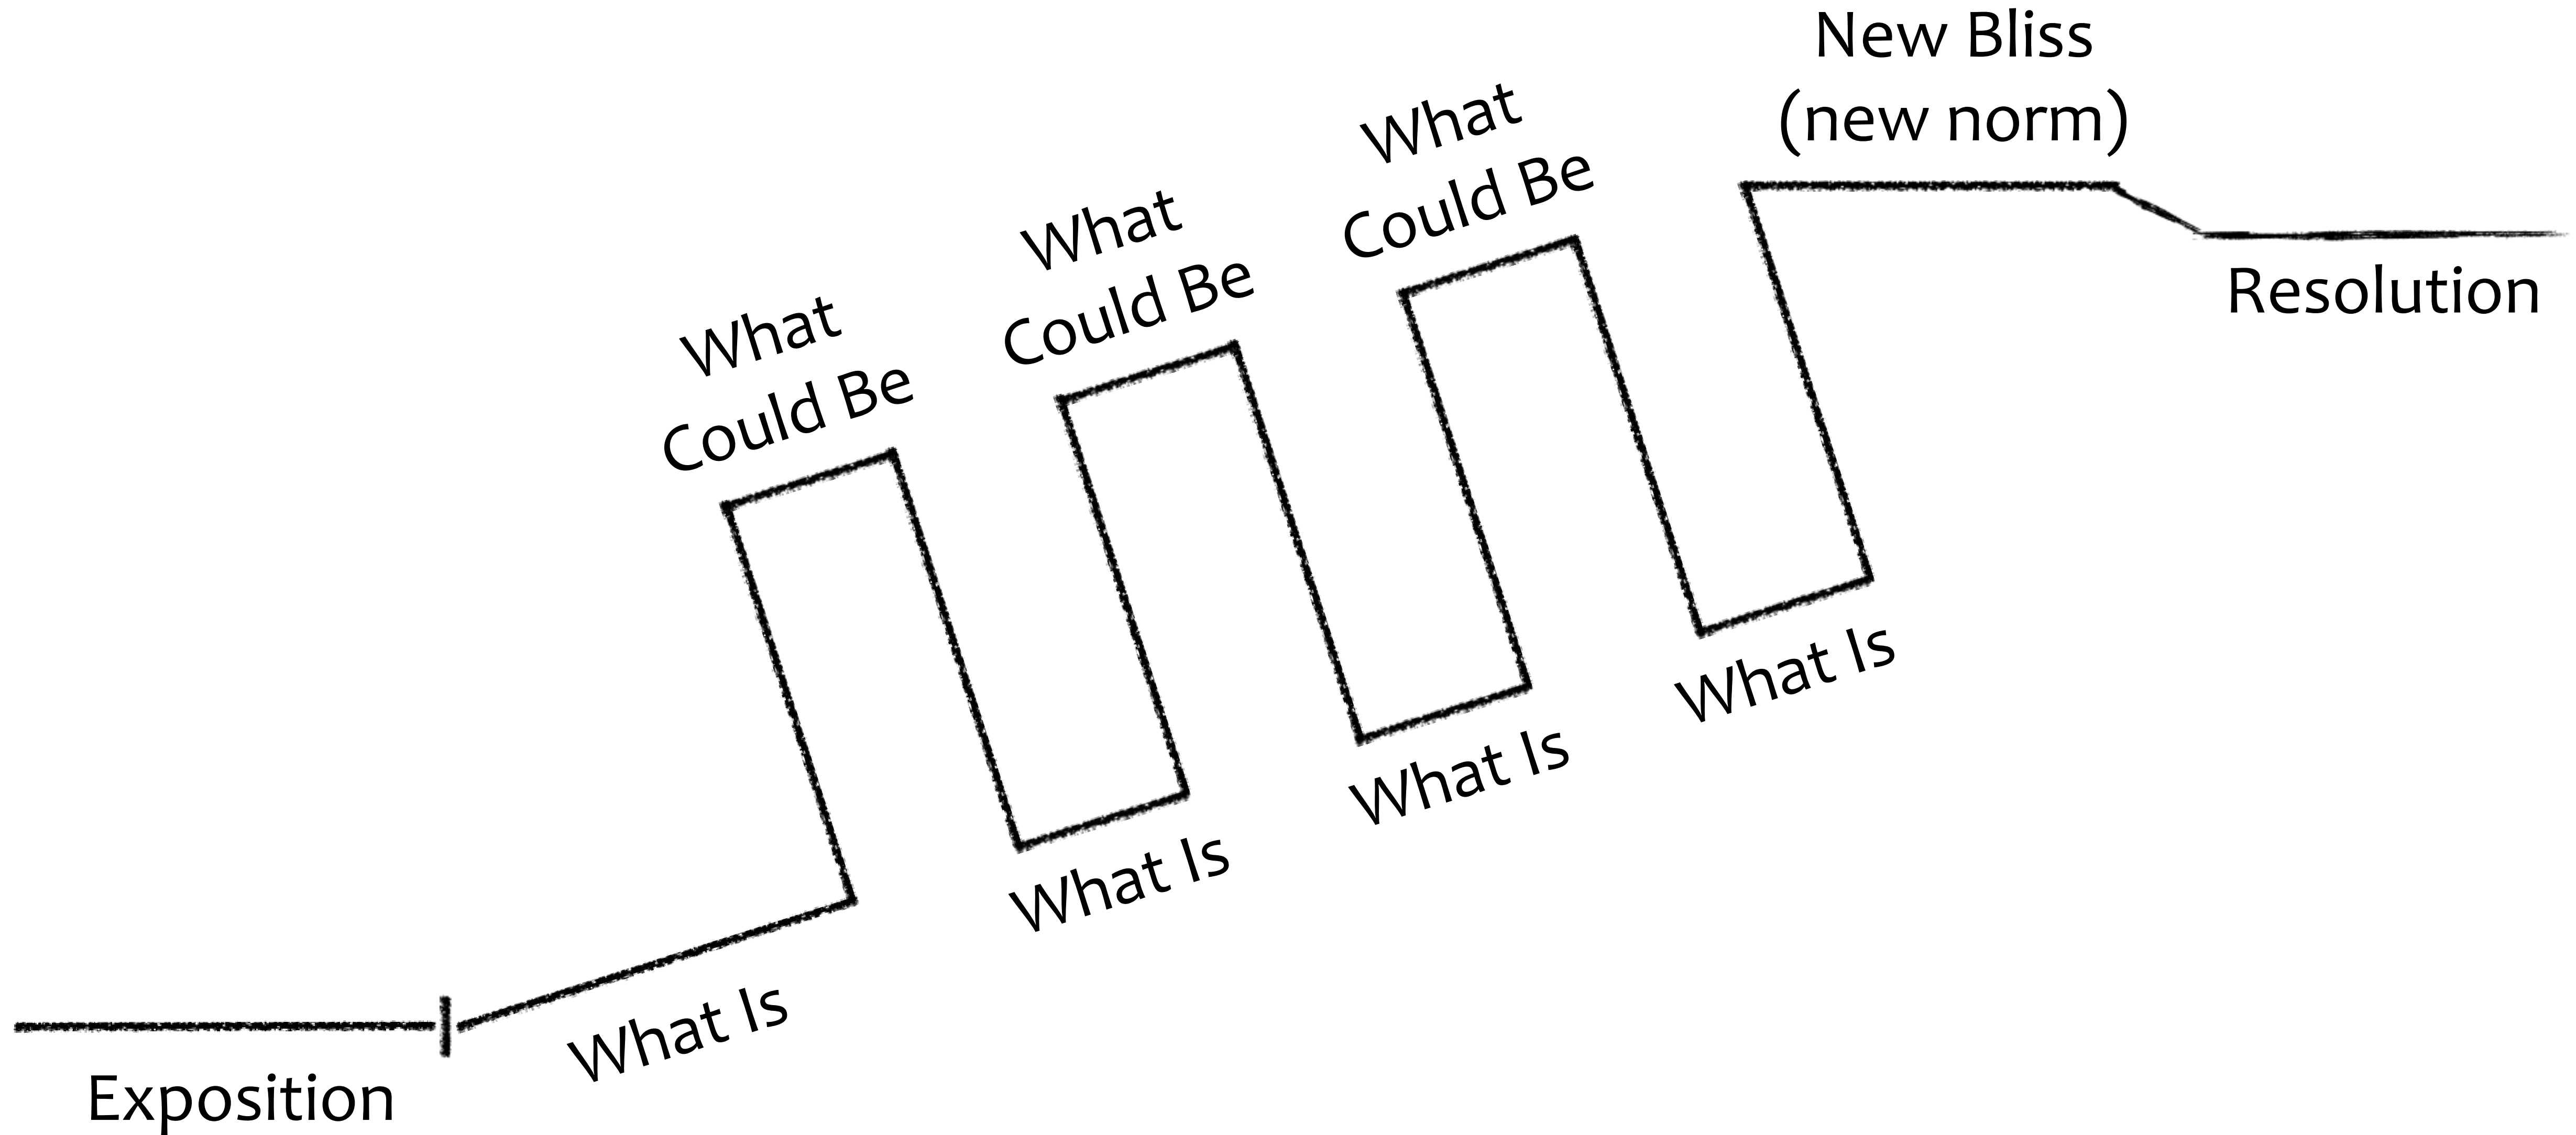 Exposition
What Is
What
Could Be
What Is
What
Could Be
What Is
What
Could Be
What Is
New Bliss
(new norm)
Resolution